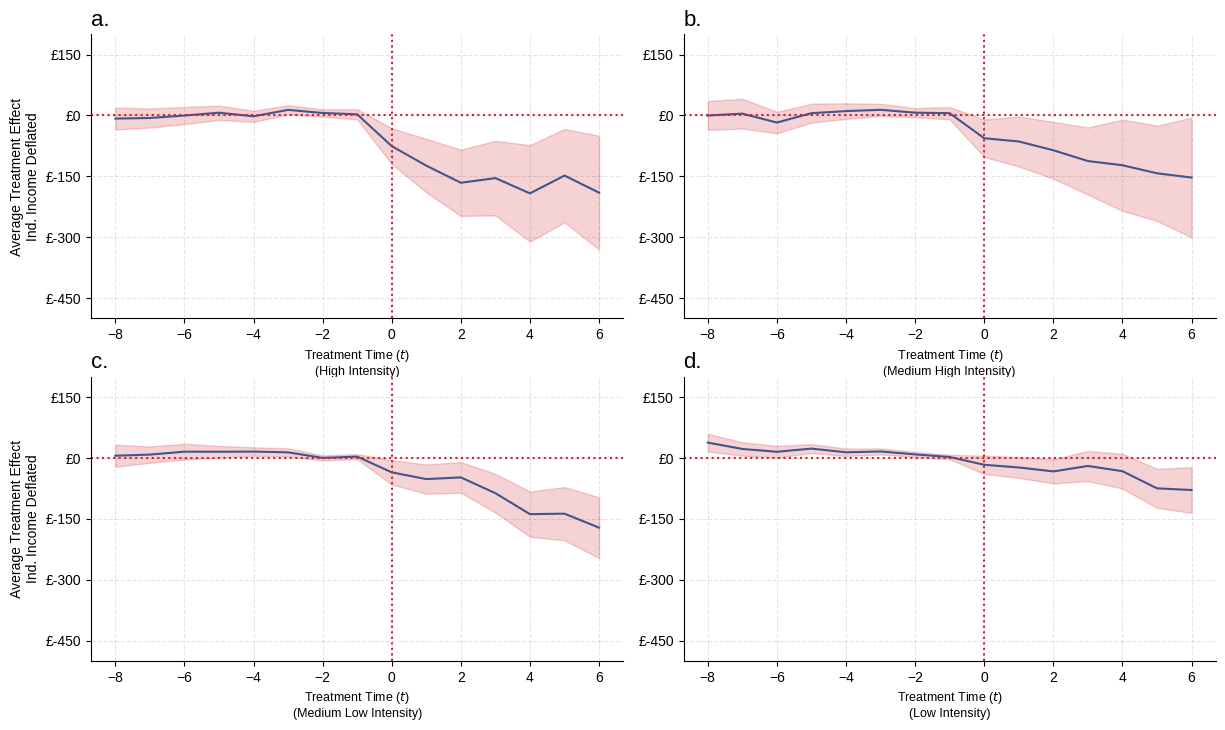 a.
£150
£0
£-150
£-300
£-450
Average Treatment Effect
Ind. Income Deflated
−8 −6 −4 −2 0 2 4 6
Treatment Time (t)
(High Intensity)
b.
£150
£0
£-150
£-300
£-450
−8 −6 −4 −2 0 2 4 6
Treatment Time (t)
(Medium High Intensity)
c.
£150
£0
£-150
£-300
£-450
Average Treatment Effect
Ind. Income Deflated
−8 −6 −4 −2 0 2 4 6
Treatment Time (t)
(Medium Low Intensity)
d.
£150
£0
£-150
£-300
£-450
−8 −6 −4 −2 0 2 4 6
Treatment Time (t)
(Low Intensity)